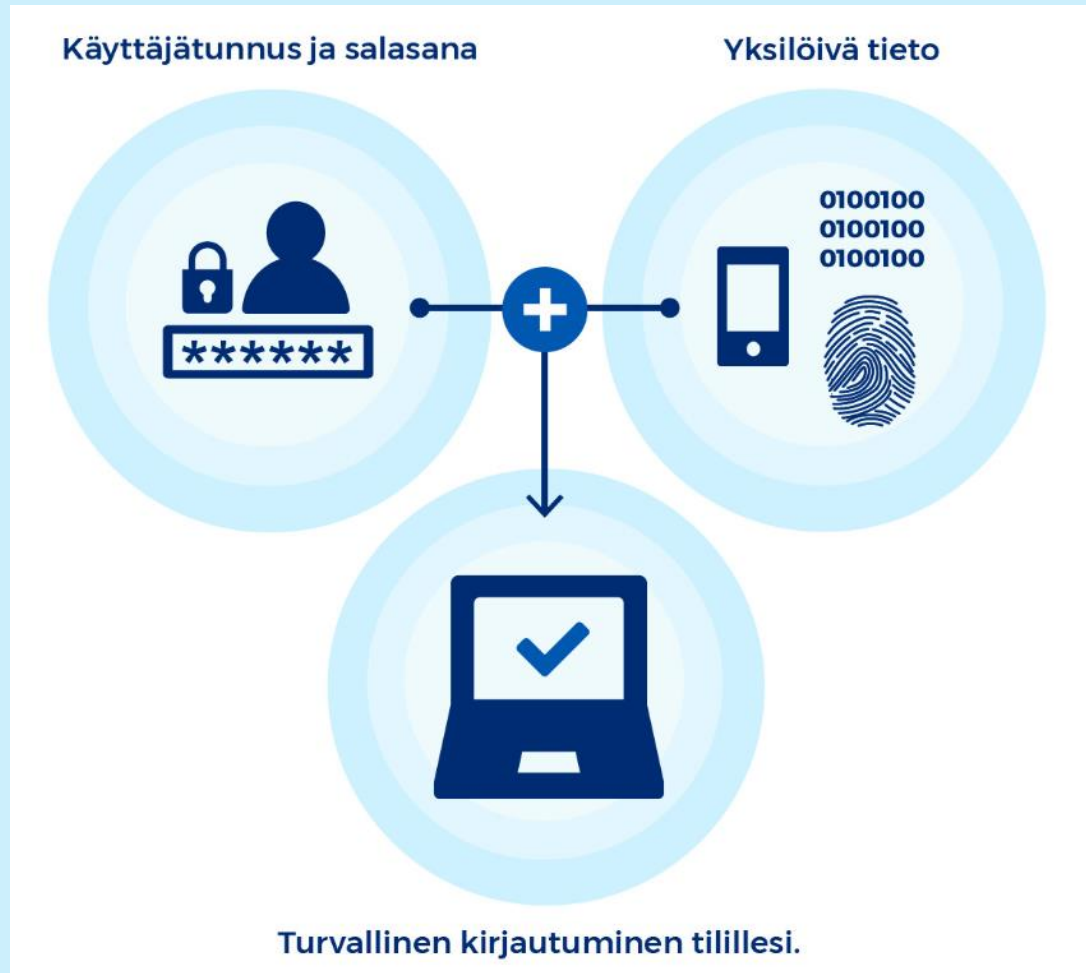 Käyttäjätunnus ja salasana
Yksilöivä tieto
0100100
0100100
0100100
******
Turvallinen kirjautuminen tilillesi.